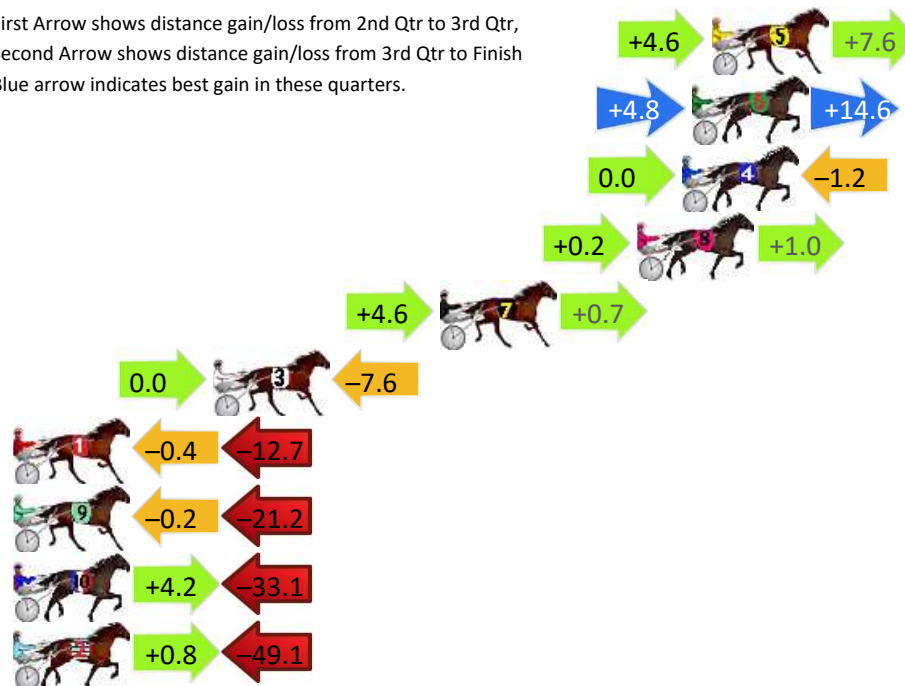 irst Arrow shows distance gain/loss from 2nd Qtr to 3rd Qtr,
econd Arrow shows distance gain/loss from 3rd Qtr to Finish
Blue arrow indicates best gain in these quarters.
+4.6 5 +7.6
+4.8 6 +14.6
0.0 4 –1.2
+0.2 8 +1.0
+4.6 7 +0.7
0.0 3 –7.6
1 –0.4 –12.7
9 –0.2 –21.2
10 +4.2 –33.1
2 +0.8 –49.1